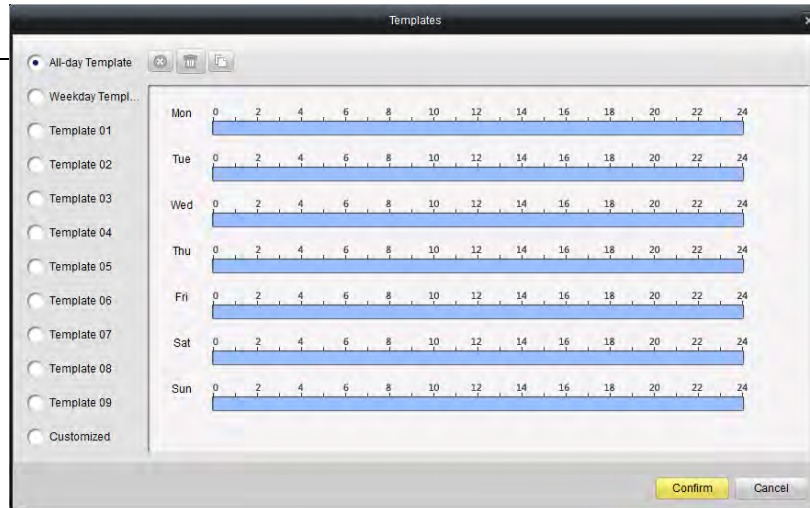 Templates
All-day Template
Weekday Templ...
Template 01
Template 02
Template 03
Template 04
Template 05
Template 06
Template 07
Template 08
Template 09
Customized
Mon 0 2 4 6 8 10 12 14 16 18 20 22 24
Tue 0 2 4 6 8 10 12 14 16 18 20 22 24
Wed 0 2 4 6 8 10 12 14 16 18 20 22 24
Thu 0 2 4 6 8 10 12 14 16 18 20 22 24
Fri 0 2 4 6 8 10 12 14 16 18 20 22 24
Sat 0 2 4 6 8 10 12 14 16 18 20 22 24
Sun 0 2 4 6 8 10 12 14 16 18 20 22 24
Confirm Cancel